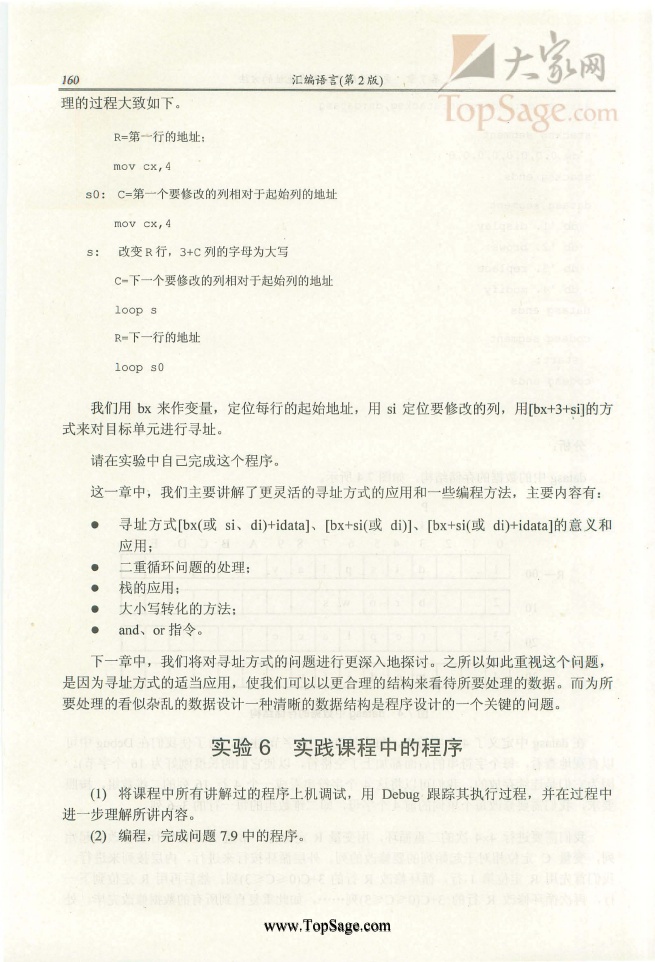 大家网
TopSage.com
160 汇编语言(第 2 版)
理的过程大致如下。
R=第一行的地址;
mov cx,4
s0: C=第一个要修改的列相对于起始列的地址
mov cx,4
s: 改变 R 行，3+C 列的字母为大写
C=下一个要修改的列相对于起始列的地址
loop s
R=下一行的地址
loop s0
我们用 bx 来作变量，定位每行的起始地址，用 si 定位要修改的列，用[bx+3+si]的方
式来对目标单元进行寻址。
请在实验中自己完成这个程序。
这一章中，我们主要讲解了更灵活的寻址方式的应用和一些编程方法，主要内容有：
● 寻址方式[bx(或 si、di)+idata]、[bx+si(或 di)]、[bx+si(或 di)+idata]的意义和
应用；
● 二重循环问题的处理；
● 栈的应用；
● 大小写转化的方法；
● and、or 指令。
下一章中，我们将对寻址方式的问题进行更深入地探讨。之所以如此重视这个问题，
是因为寻址方式的适当应用，使我们可以以更合理的结构来看待所要处理的数据。而为所
要处理的看似杂乱的数据设计一种清晰的数据结构是程序设计的一个关键的问题。
实验 6 实践课程中的程序
(1) 将课程中所有讲解过的程序上机调试，用 Debug 跟踪其执行过程，并在过程中
进一步理解所讲内容。
(2) 编程，完成问题 7.9 中的程序。
www.TopSage.com